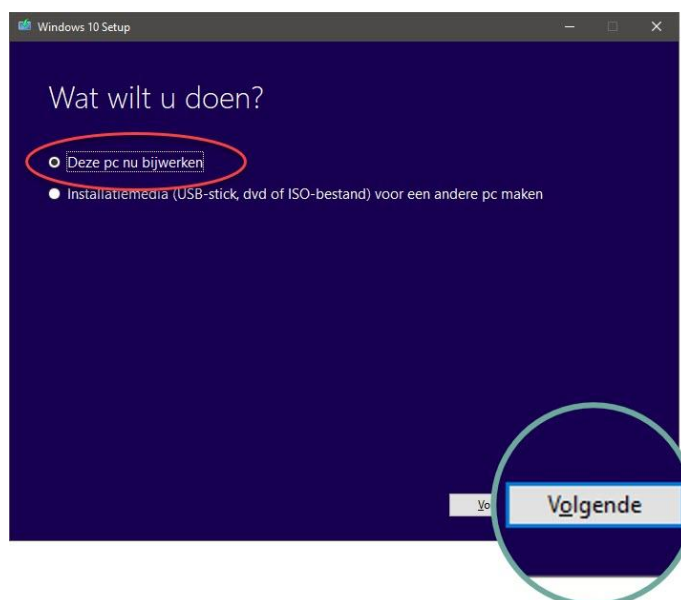 Windows 10 Setup
Wat wilt u doen?
Deze pc nu bijwerken
Installatiemedia (USB-stick, dvd of ISO-bestand) voor een andere pc maken
Volgende